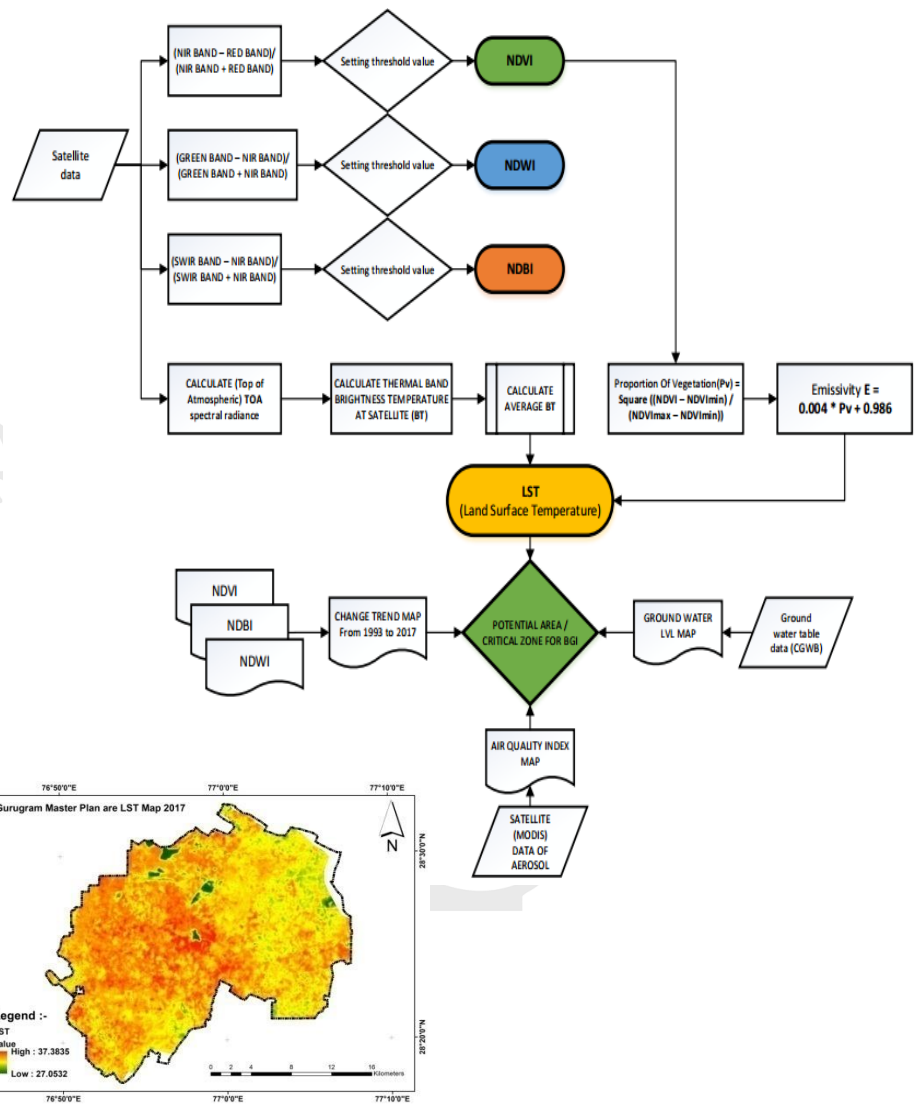 (NIR BAND – RED BAND)/
(NIR BAND + RED BAND)
Setting threshold value
NDVI
Satellite
data
(GREEN BAND – NIR BAND)/
(GREEN BAND + NIR BAND)
Setting threshold value
NDWI
(SWIR BAND – NIR BAND)/
(SWIR BAND + NIR BAND)
Setting threshold value
NDBI
CALCULATE (Top of
Atmospheric) TOA
spectral radiance
CALCULATE THERMAL BAND
BRIGHTNESS TEMPERATURE
AT SATELLITE (BT)
CALCULATE
AVERAGE BT
Proportion Of Vegetation(Pv) =
Square ((NDVI – NDVImin) /
(NDVImax – NDVImin))
Emissivity E =
0.004 * Pv + 0.986
LST
(Land Surface Temperature)
NDVI
NDBI
NDWI
CHANGE TREND MAP
From 1993 to 2017
POTENTIAL AREA /
CRITICAL ZONE FOR BGI
GROUND WATER
LVL MAP
Ground
water table
data (CGWB)
AIR QUALITY INDEX
MAP
SATELLITE
(MODIS)
DATA OF
AEROSOL
76°50'0"E 77°0'0"E 77°10'0"E
Gurugram Master Plan are LST Map 2017
N
28°30'0"N
28°20'0"N
Legend :-
LST
Value
High : 37.3835
Low : 27.0532
0 2 4 8 12 16
Kilometers
76°50'0"E 77°0'0"E 77°10'0"E